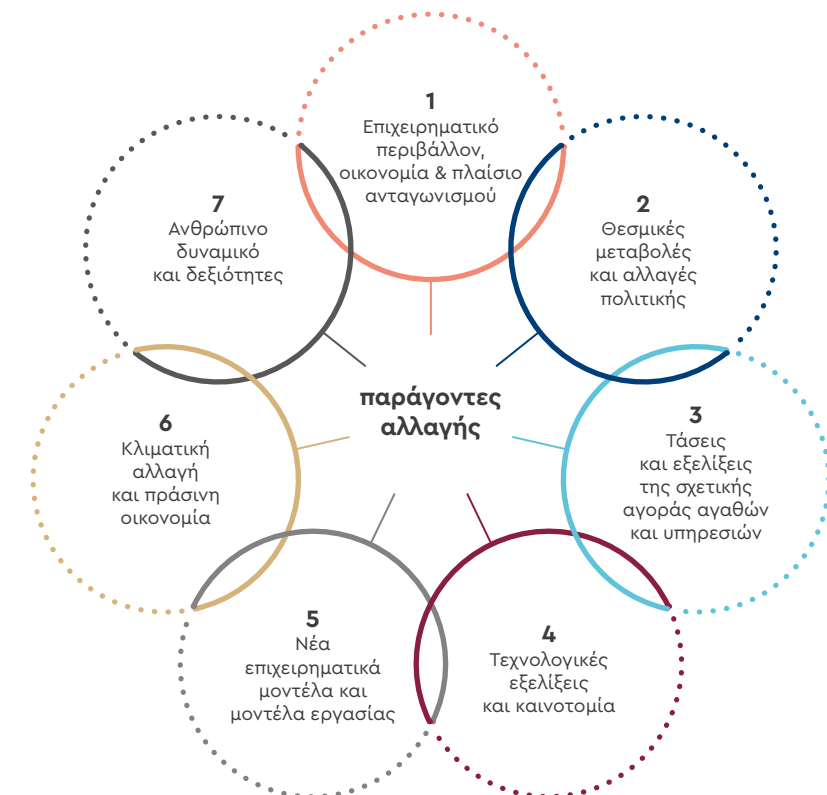 1
Επιχειρηματικό
περιβάλλον,
οικονομία & πλαίσιο
ανταγωνισμού
2
Θεσμικές
μεταβολές
και αλλαγές
πολιτικής
3
Τάσεις
και εξελίξεις
της σχετικής
αγοράς αγαθών
και υπηρεσιών
4
Τεχνολογικές
εξελίξεις
και καινοτομία
5
Νέα
επιχειρηματικά
μοντέλα και
μοντέλα εργασίας
6
Κλιματική
αλλαγή
και πράσινη
οικονομία
7
Ανθρώπινο
δυναμικό
και δεξιότητες
παράγοντες
αλλαγής